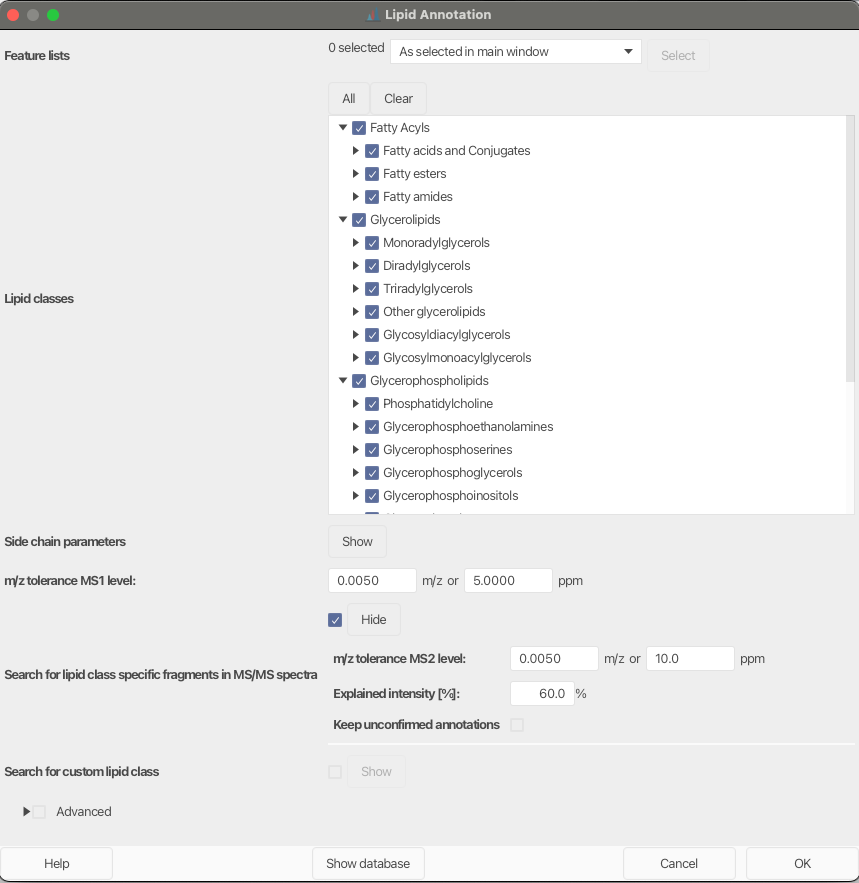 Lipid Annotation
Feature lists
0 selected
As selected in main window
Select
All
Clear
Lipid classes
Fatty Acyls
Fatty acids and Conjugates
Fatty esters
Fatty amides
Glycerolipids
Monoradylglycerols
Diradylglycerols
Triradylglycerols
Other glycerolipids
Glycosyldiacylglycerols
Glycosylmonoacylglycerols
Glycerophospholipids
Phosphatidylcholine
Glycerophosphoethanolamines
Glycerophosphoserines
Glycerophosphoglycerols
Glycerophosphoinositols
Side chain parameters
Show
m/z tolerance MS1 level:
0.0050 m/z or 5.0000 ppm
Search for lipid class specific fragments in MS/MS spectra
Hide
m/z tolerance MS2 level: 0.0050 m/z or 10.0 ppm
Explained intensity [%]: 60.0 %
Keep unconfirmed annotations
Search for custom lipid class
Show
Advanced
Help
Show database
Cancel
OK